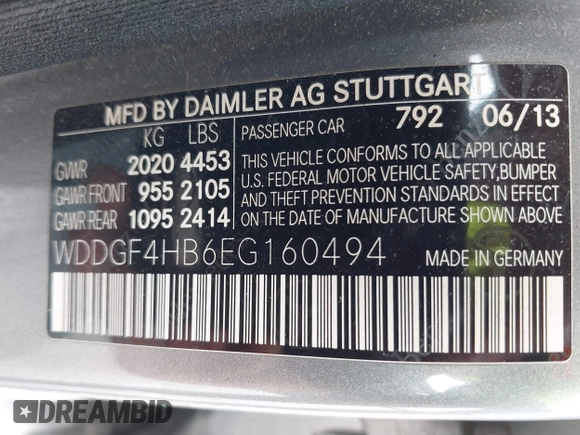 MFD BY DAIMLER AG STUTTGART
KG LBS PASSENGER CAR 792 06/13
GVWR 2020 4453
GAWR FRONT 955 2105
GAWR REAR 1095 2414
THIS VEHICLE CONFORMS TO ALL APPLICABLE
U.S. FEDERAL MOTOR VEHICLE SAFETY, BUMPER
AND THEFT PREVENTION STANDARDS IN EFFECT
ON THE DATE OF MANUFACTURE SHOWN ABOVE.
WDDGF4HB6EG160494 MADE IN GERMANY
DREAMBID